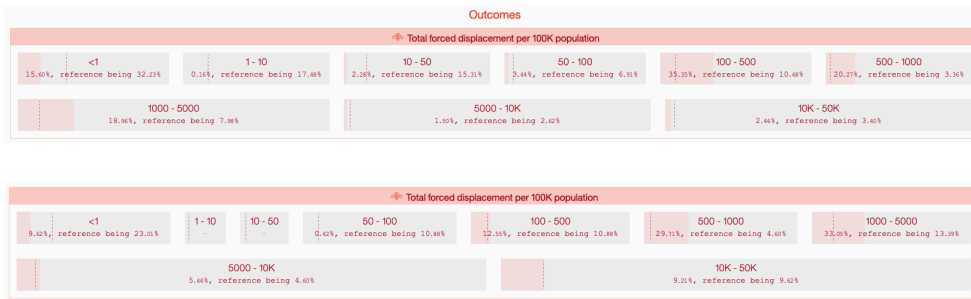 Outcomes
Total forced displacement per 100K population
<1
15.60%, reference being 32.23%
1 - 10
0.16%, reference being 17.48%
10 - 50
2.28%, reference being 15.31%
50 - 100
3.44%, reference being 6.91%
100 - 500
35.35%, reference being 10.48%
500 - 1000
20.27%, reference being 3.36%
1000 - 5000
18.96%, reference being 7.98%
5000 - 10K
1.50%, reference being 2.62%
10K - 50K
2.44%, reference being 3.40%
Total forced displacement per 100K population
<1
9.62%, reference being 23.01%
1 - 10
–
10 - 50
–
50 - 100
0.42%, reference being 10.88%
100 - 500
12.55%, reference being 10.88%
500 - 1000
29.71%, reference being 4.60%
1000 - 5000
33.05%, reference being 13.39%
5000 - 10K
5.44%, reference being 4.60%
10K - 50K
9.21%, reference being 9.62%